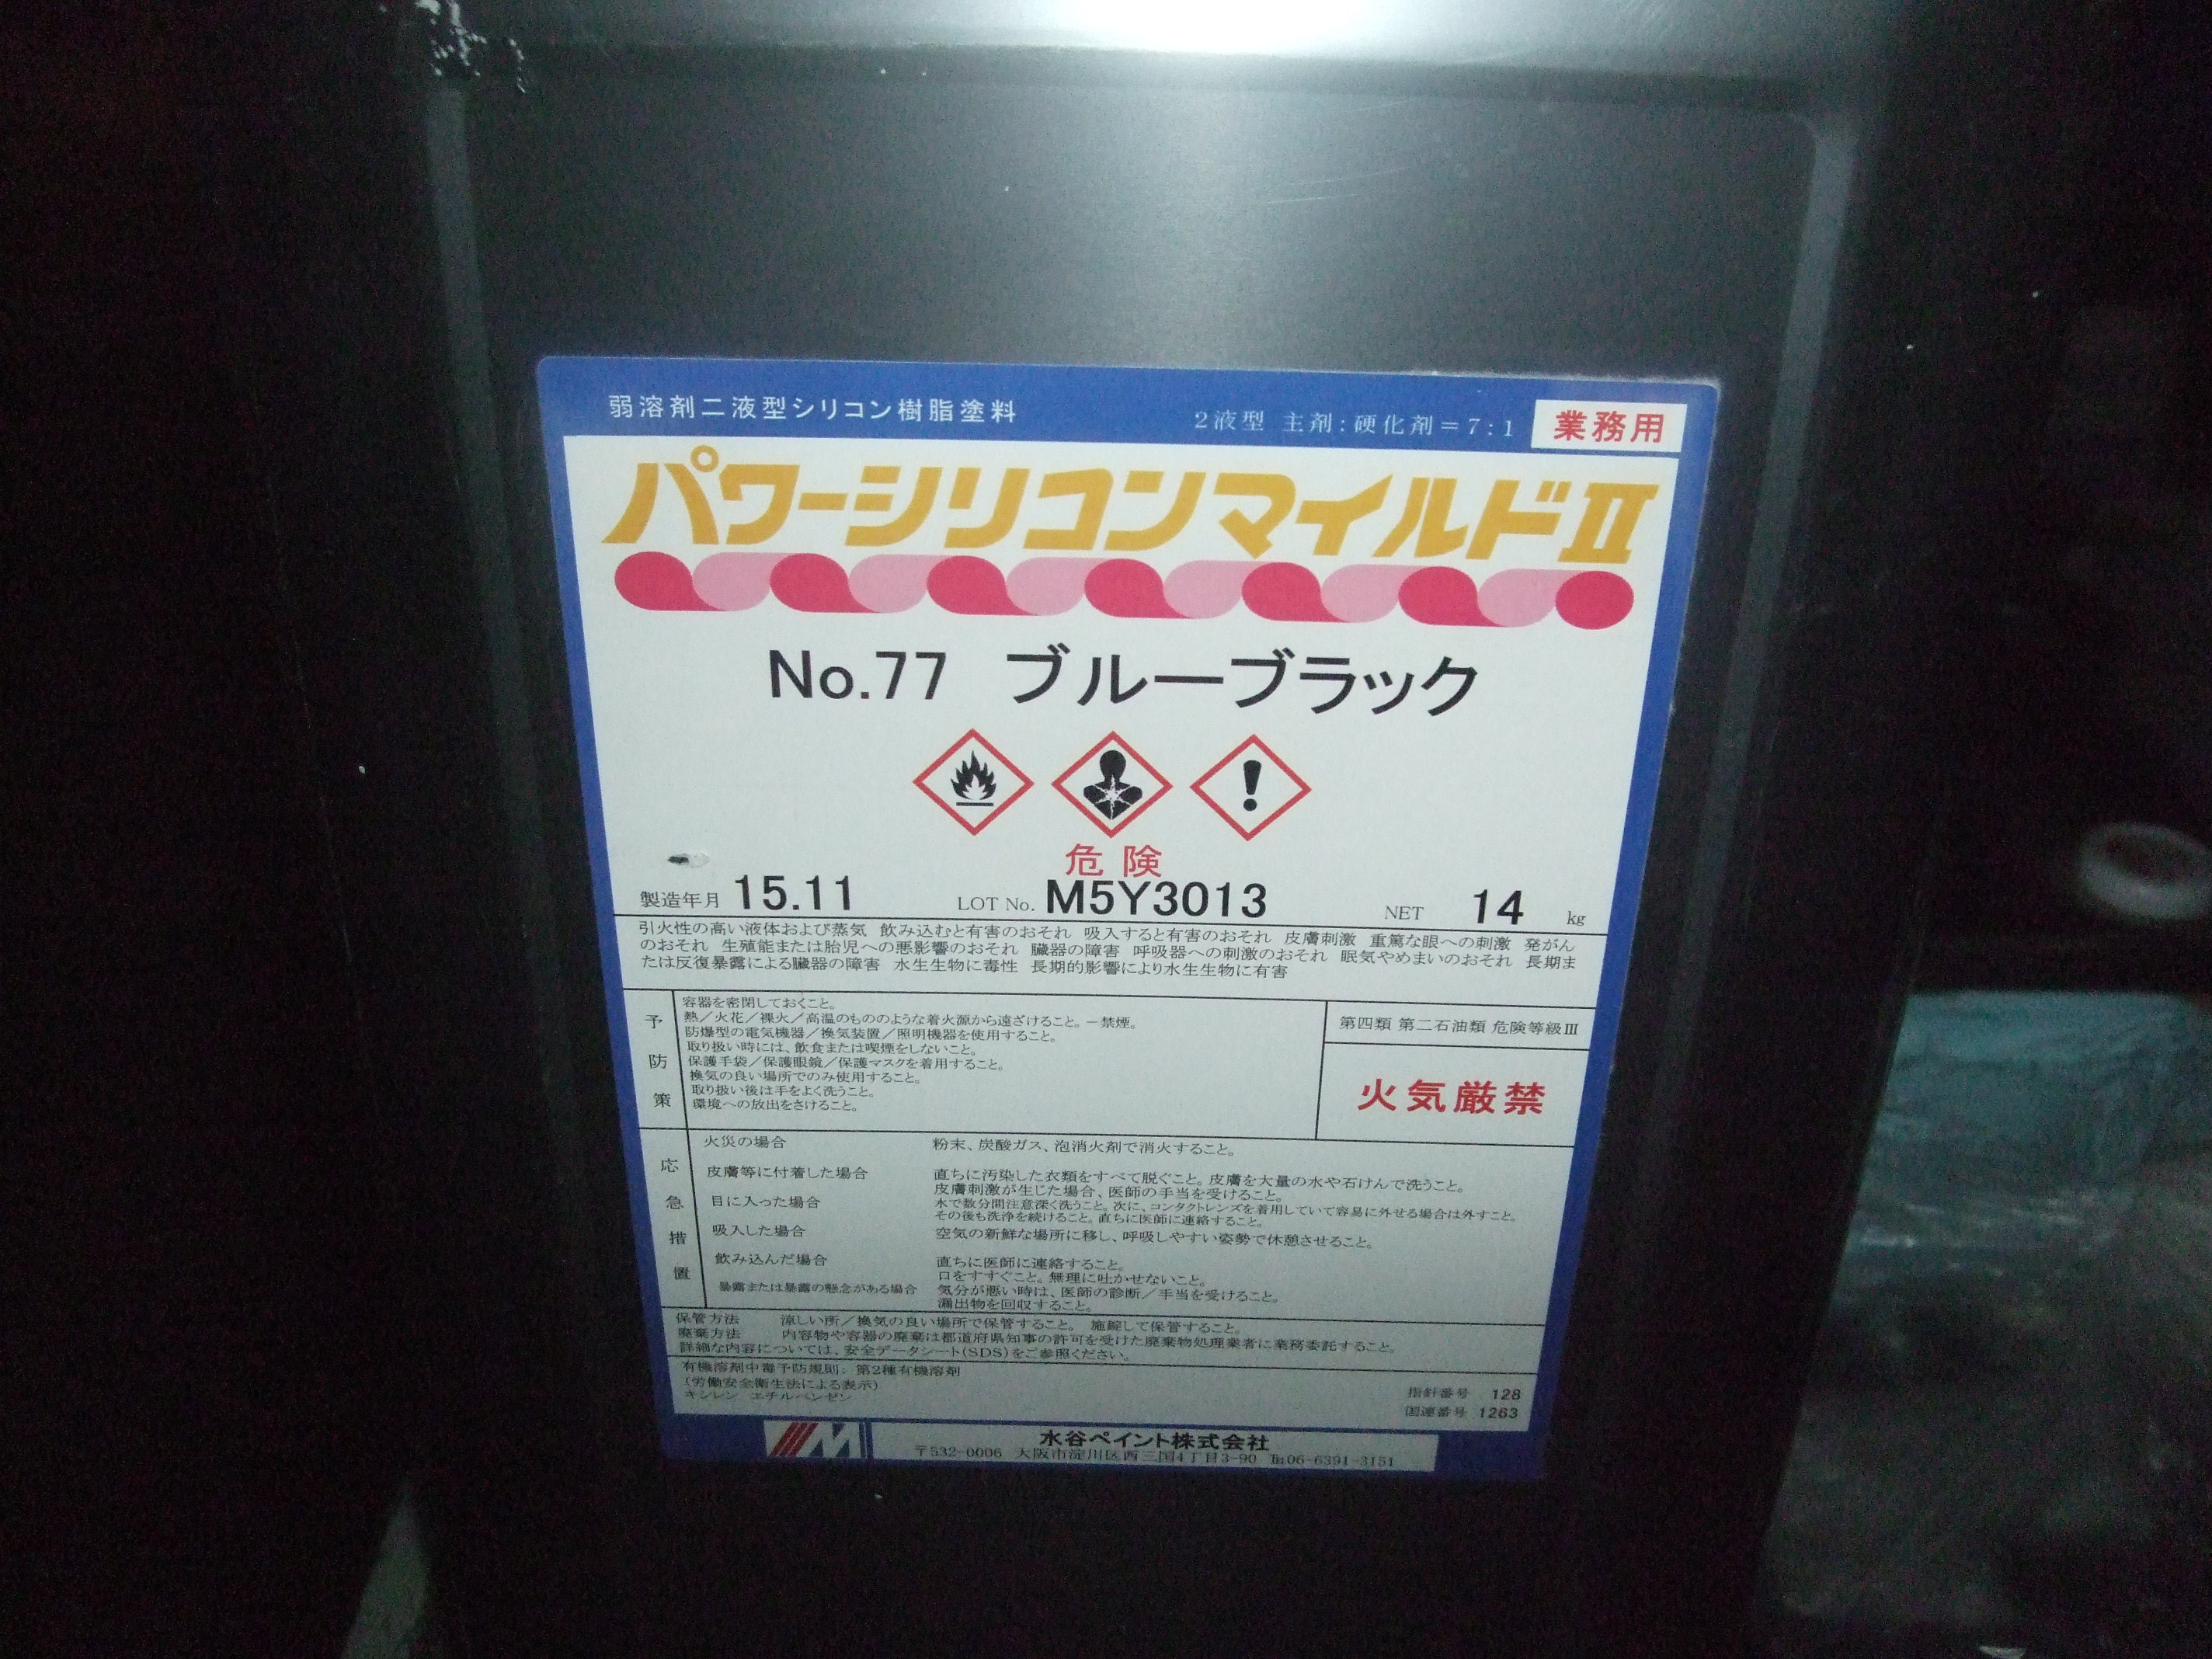 弱溶剤二液型シリコン樹脂塗料
2液型 主剤:硬化剤=7:1
業務用
パワーシリコンマイルドⅡ
No.77 ブルーブラック
危険
製造年月 15.11 LOT No. M5Y3013 NET 14 kg
引火性の高い液体および蒸気 飲み込むと有害のおそれ 吸入すると有害のおそれ 皮膚刺激 重篤な眼への刺激 発がん
のおそれ 生殖能または胎児への悪影響のおそれ 臓器の障害 呼吸器への刺激のおそれ 眠気やめまいのおそれ 長期ま
たは反復暴露による臓器の障害 水生生物に毒性 長期的影響により水生生物に有害
予防策
容器を密閉しておくこと。
熱/火花/裸火/高温のもののような着火源から遠ざけること。-禁煙。
防爆型の電気機器/換気装置/照明機器を使用すること。
取り扱い時には、飲食または喫煙をしないこと。
保護手袋/保護眼鏡/保護マスクを着用すること。
換気の良い場所でのみ使用すること。
取り扱い後は手をよく洗うこと。
環境への放出をさけること。
第四類 第二石油類 危険等級Ⅲ
火気厳禁
応急措置
火災の場合 粉末、炭酸ガス、泡消火剤で消火すること。
皮膚等に付着した場合 直ちに汚染した衣類をすべて脱ぐこと。皮膚を大量の水や石けんで洗うこと。
皮膚刺激が生じた場合、医師の手当を受けること。
目に入った場合 水で数分間注意深く洗うこと。次に、コンタクトレンズを着用していて容易に外せる場合は外すこと。
その後も洗浄を続けること。直ちに医師に連絡すること。
吸入した場合 空気の新鮮な場所に移し、呼吸しやすい姿勢で休憩させること。
飲み込んだ場合 直ちに医師に連絡すること。
口をすすぐこと。無理に吐かせないこと。
暴露または暴露の懸念がある場合 気分が悪い時は、医師の診断/手当を受けること。
漏出物を回収すること。
保管方法 涼しい所/換気の良い場所で保管すること。 施錠して保管すること。
廃棄方法 内容物や容器の廃棄は都道府県知事の許可を受けた廃棄物処理業者に業務委託すること。
詳細な内容については、安全データシート(SDS)をご参照ください。
有機溶剤中毒予防規則: 第2種有機溶剤
(労働安全衛生法による表示)
キシレン エチルベンゼン
指針番号 128
国連番号 1263
水谷ペイント株式会社
〒532-0006 大阪市淀川区西三国4丁目3-90 ℡06-6391-3151